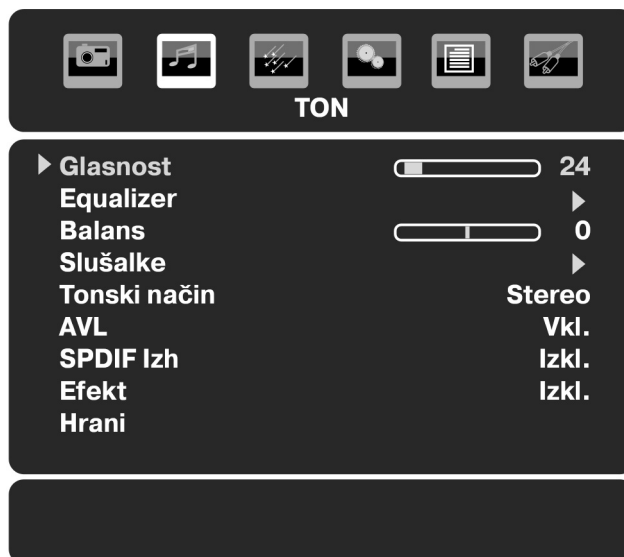 TON
Glasnost 24
Equalizer
Balans 0
Slušalke
Tonski način Stereo
AVL Vkl.
SPDIF Izh Izkl.
Efekt Izkl.
Hrani